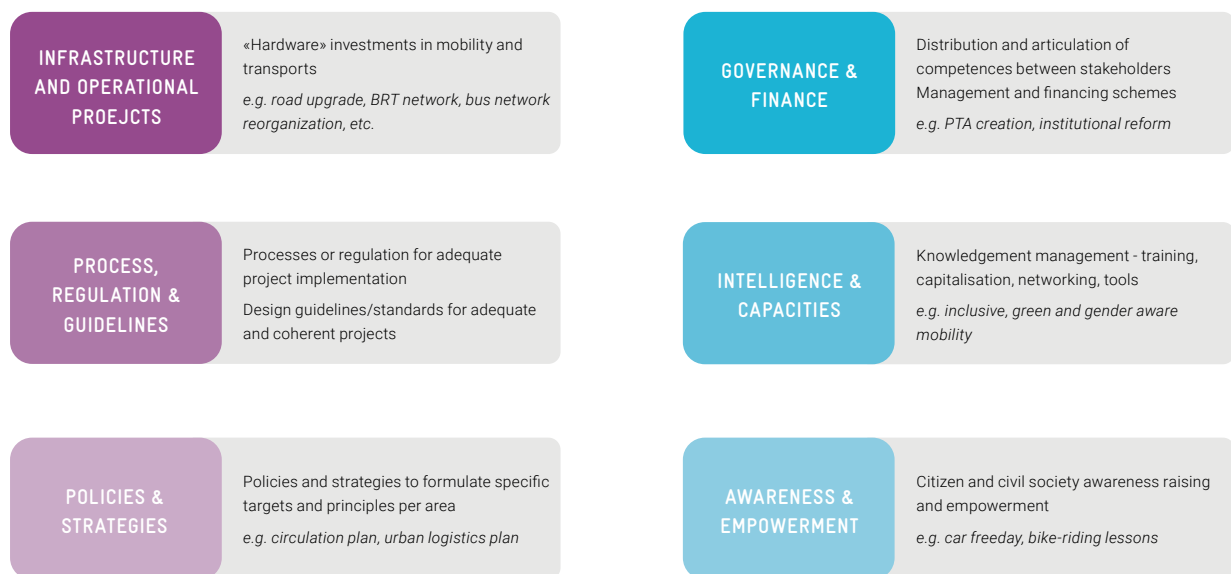 INFRASTRUCTURE
AND OPERATIONAL
PROEJCTS
«Hardware» investments in mobility and
transports
e.g. road upgrade, BRT network, bus network
reorganization, etc.
GOVERNANCE &
FINANCE
Distribution and articulation of
competences between stakeholders
Management and financing schemes
e.g. PTA creation, institutional reform
PROCESS,
REGULATION &
GUIDELINES
Processes or regulation for adequate
project implementation
Design guidelines/standards for adequate
and coherent projects
INTELLIGENCE &
CAPACITIES
Knowledgement management - training,
capitalisation, networking, tools
e.g. inclusive, green and gender aware
mobility
POLICIES &
STRATEGIES
Policies and strategies to formulate specific
targets and principles per area
e.g. circulation plan, urban logistics plan
AWARENESS &
EMPOWERMENT
Citizen and civil society awareness raising
and empowerment
e.g. car freeday, bike-riding lessons